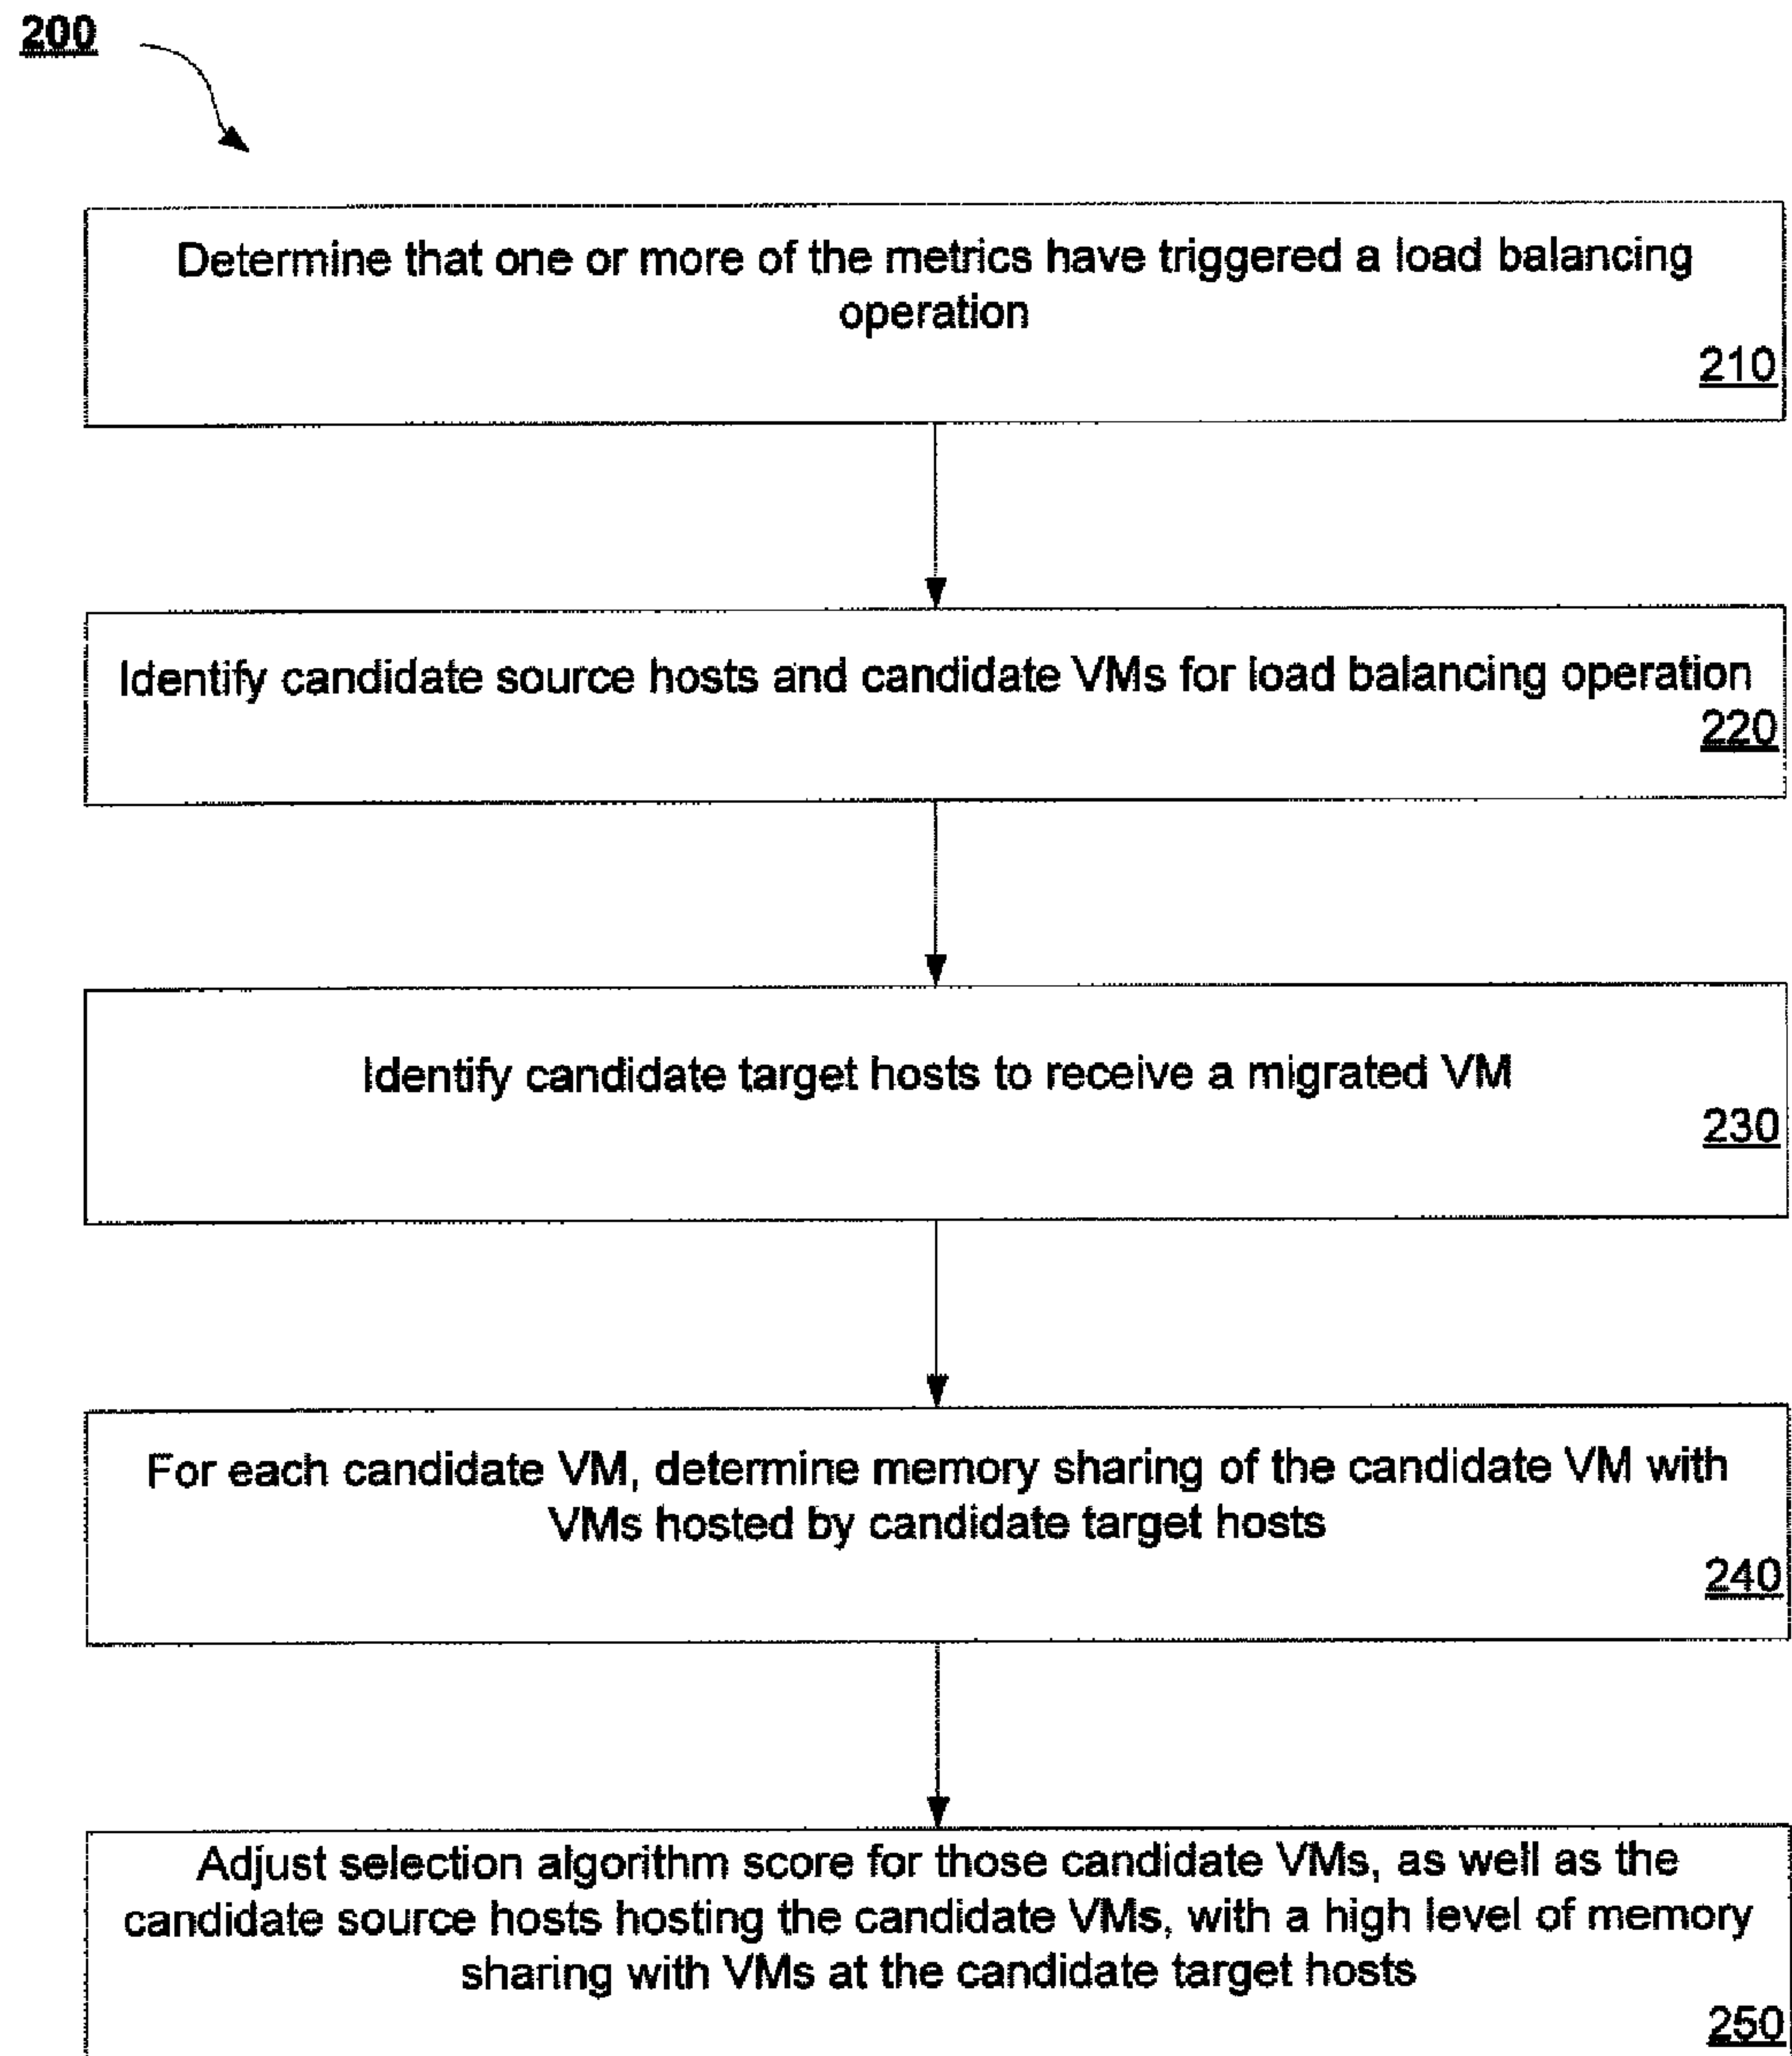 200
Determine that one or more of the metrics have triggered a load balancing
operation
210
Identify candidate source hosts and candidate VMs for load balancing operation
220
Identify candidate target hosts to receive a migrated VM
230
For each candidate VM, determine memory sharing of the candidate VM with
VMs hosted by candidate target hosts
240
Adjust selection algorithm score for those candidate VMs, as well as the
candidate source hosts hosting the candidate VMs, with a high level of memory
sharing with VMs at the candidate target hosts
250